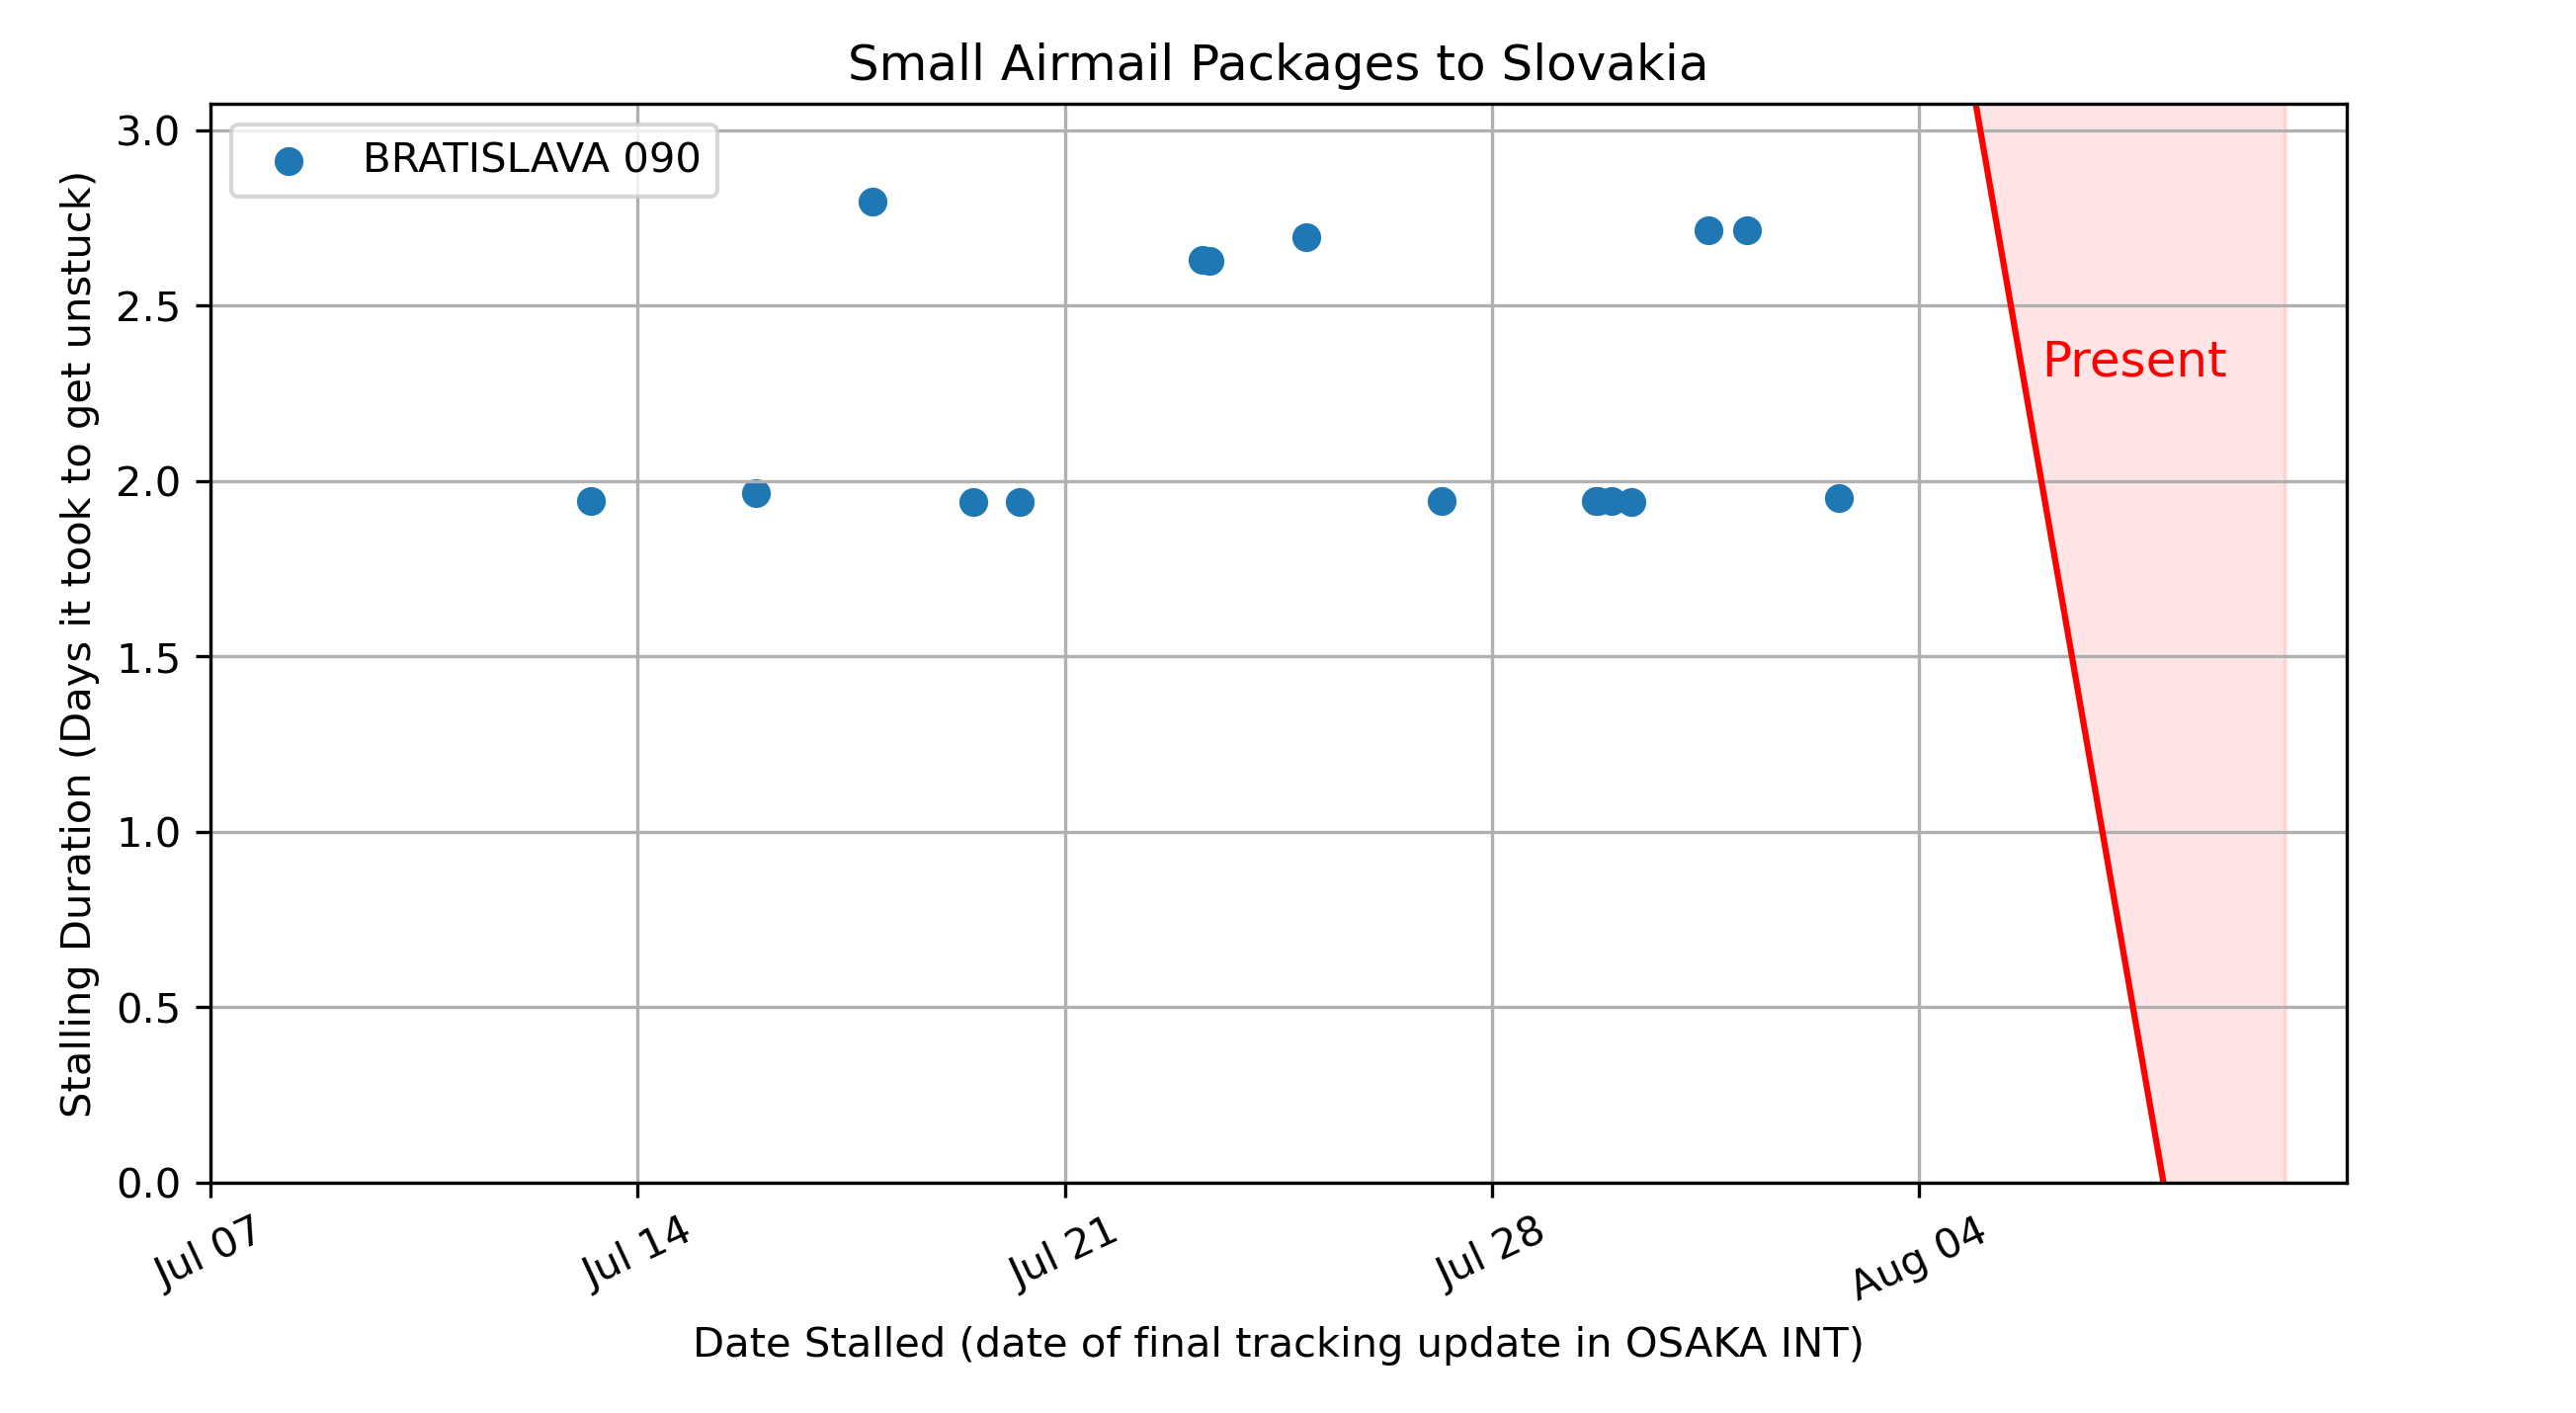 Small Airmail Packages to Slovakia
BRATISLAVA 090
Present
Stalling Duration (Days it took to get unstuck)
3.0
2.5
2.0
1.5
1.0
0.5
0.0
Jul 07
Jul 14
Jul 21
Jul 28
Aug 04
Date Stalled (date of final tracking update in OSAKA INT)